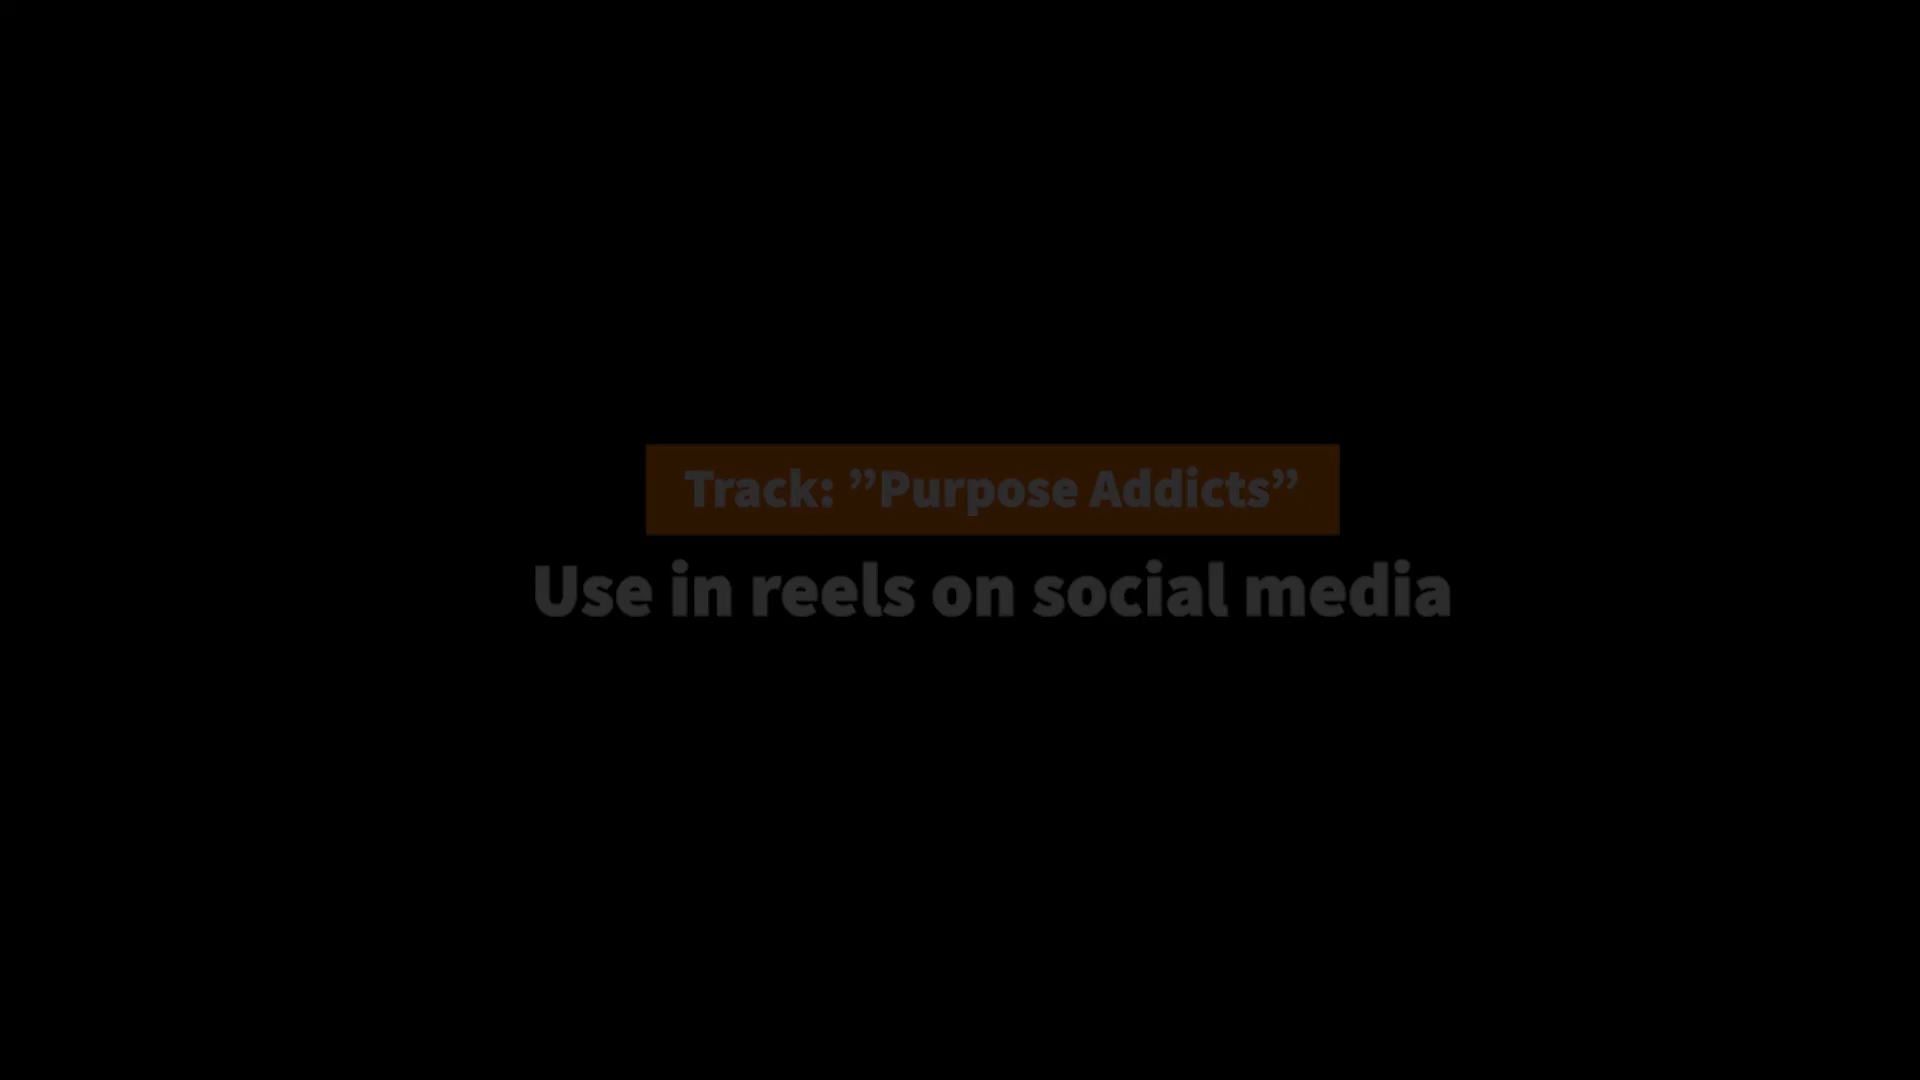 Track: ”Purpose Addicts”
Use in reels on social media